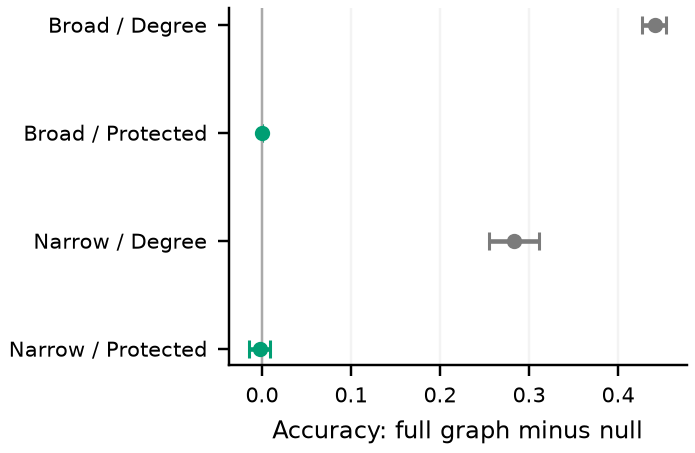 Broad / Degree
Broad / Protected
Narrow / Degree
Narrow / Protected
0.0 0.1 0.2 0.3 0.4
Accuracy: full graph minus null